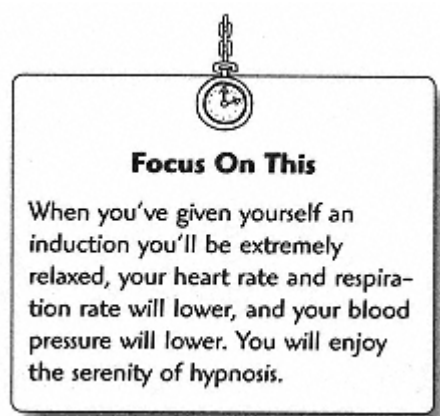 Focus On This
When you've given yourself an
induction you'll be extremely
relaxed, your heart rate and respira-
tion rate will lower, and your blood
pressure will lower. You will enjoy
the serenity of hypnosis.